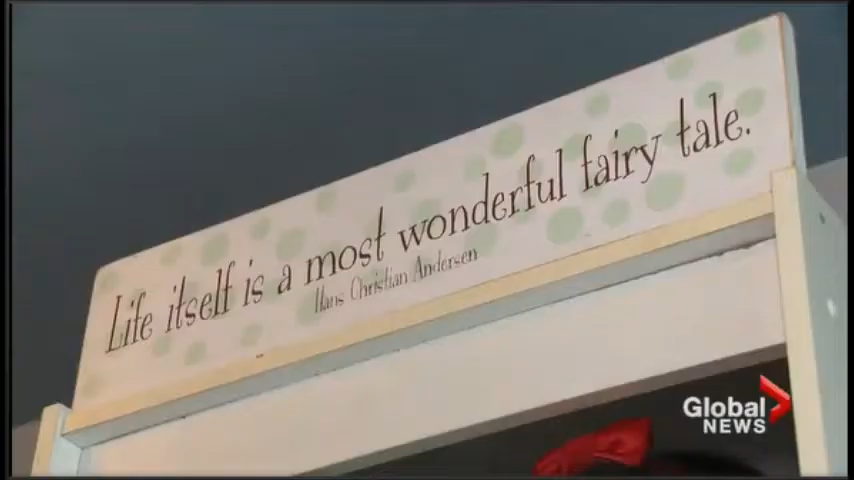 Life itself is a most wonderful fairy tale.
Hans Christian Andersen
Global
NEWS